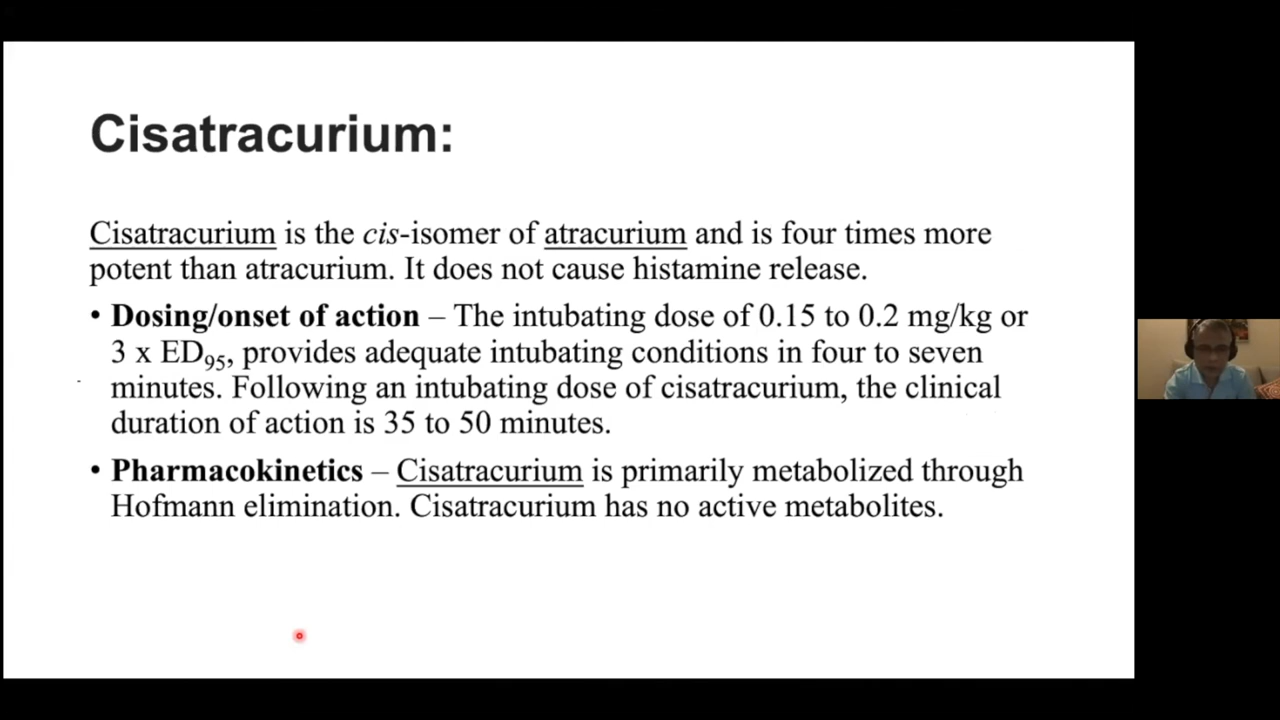 Cisatracurium:
Cisatracurium is the cis-isomer of atracurium and is four times more
potent than atracurium. It does not cause histamine release.
• Dosing/onset of action – The intubating dose of 0.15 to 0.2 mg/kg or
3 x ED95, provides adequate intubating conditions in four to seven
minutes. Following an intubating dose of cisatracurium, the clinical
duration of action is 35 to 50 minutes.
• Pharmacokinetics – Cisatracurium is primarily metabolized through
Hofmann elimination. Cisatracurium has no active metabolites.